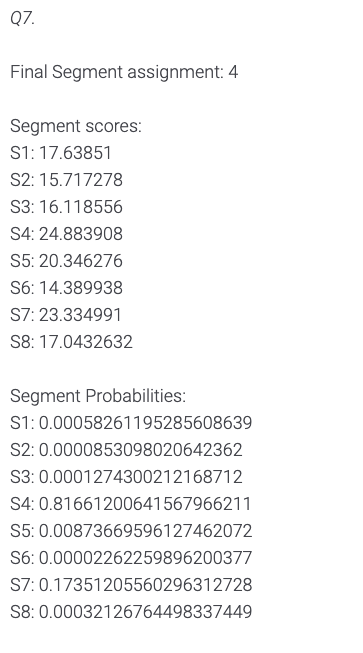 Q7.
Final Segment assignment: 4
Segment scores:
S1: 17.63851
S2: 15.717278
S3: 16.118556
S4: 24.883908
S5: 20.346276
S6: 14.389938
S7: 23.334991
S8: 17.0432632
Segment Probabilities:
S1: 0.00058261195285608639
S2: 0.0000853098020642362
S3: 0.0001274300212168712
S4: 0.81661200641567966211
S5: 0.00873669596127462072
S6: 0.00002262259896200377
S7: 0.17351205560296312728
S8: 0.00032126764498337449